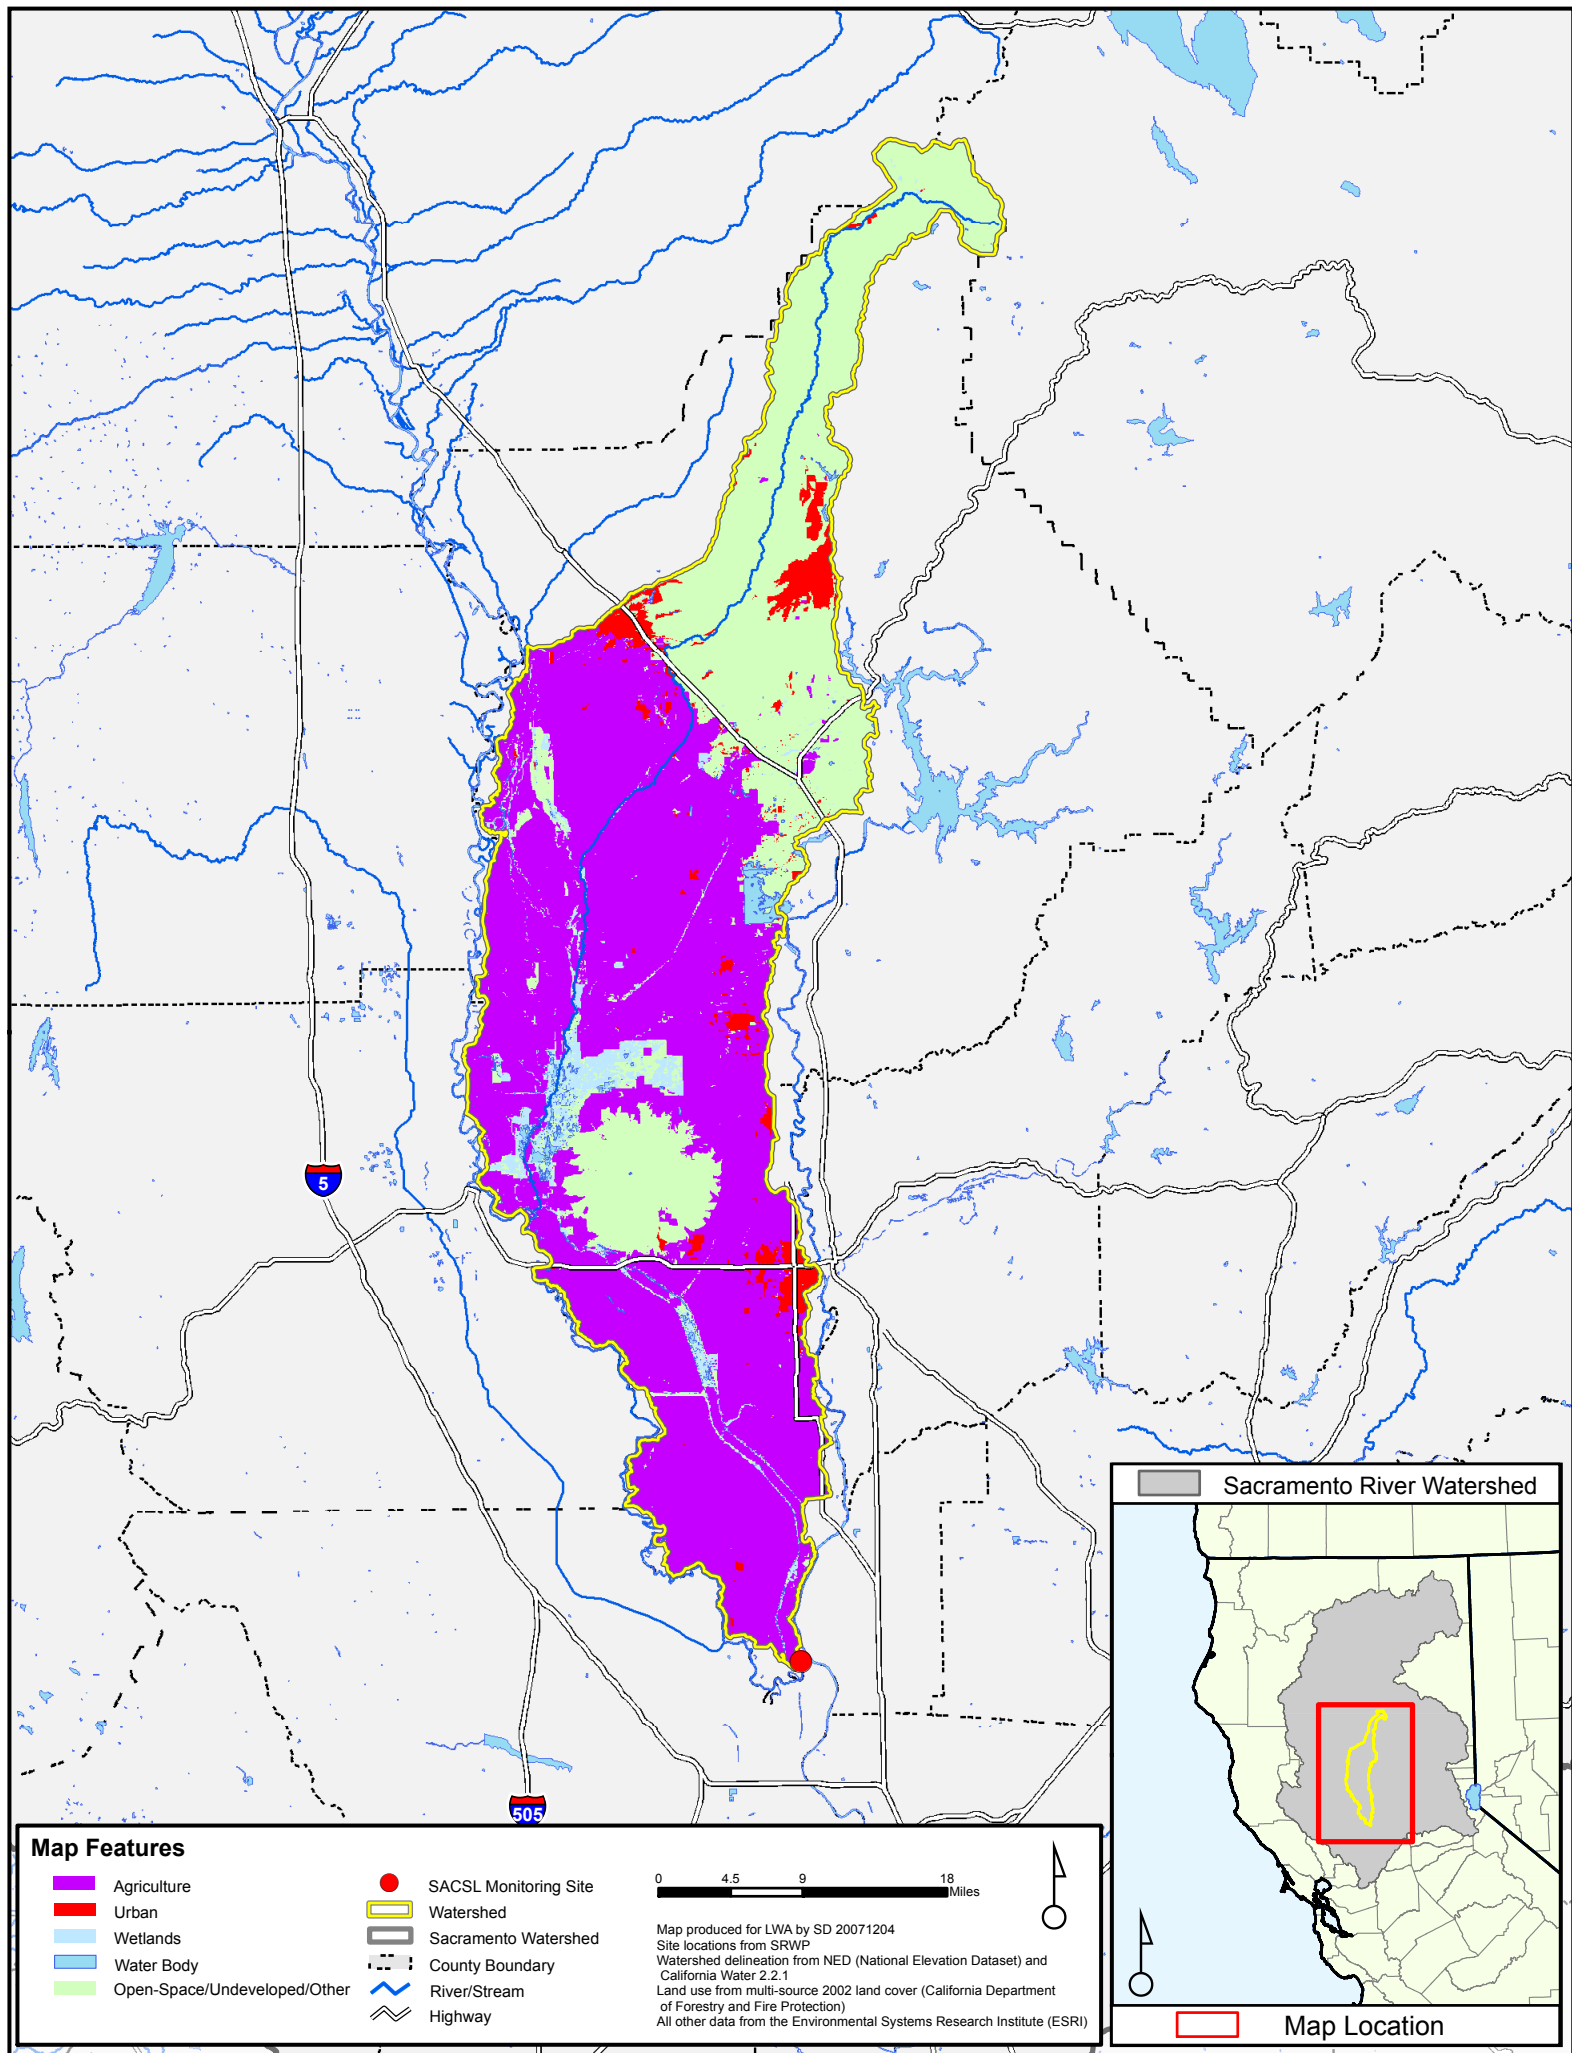 5
505
Map Features
Agriculture
Urban
Wetlands
Water Body
Open-Space/Undeveloped/Other
SACSL Monitoring Site
Watershed
Sacramento Watershed
County Boundary
River/Stream
Highway
0 4.5 9 18
Miles
Map produced for LWA by SD 20071204
Site locations from SRWP
Watershed delineation from NED (National Elevation Dataset) and
California Water 2.2.1
Land use from multi-source 2002 land cover (California Department
of Forestry and Fire Protection)
All other data from the Environmental Systems Research Institute (ESRI)
Sacramento River Watershed
Map Location